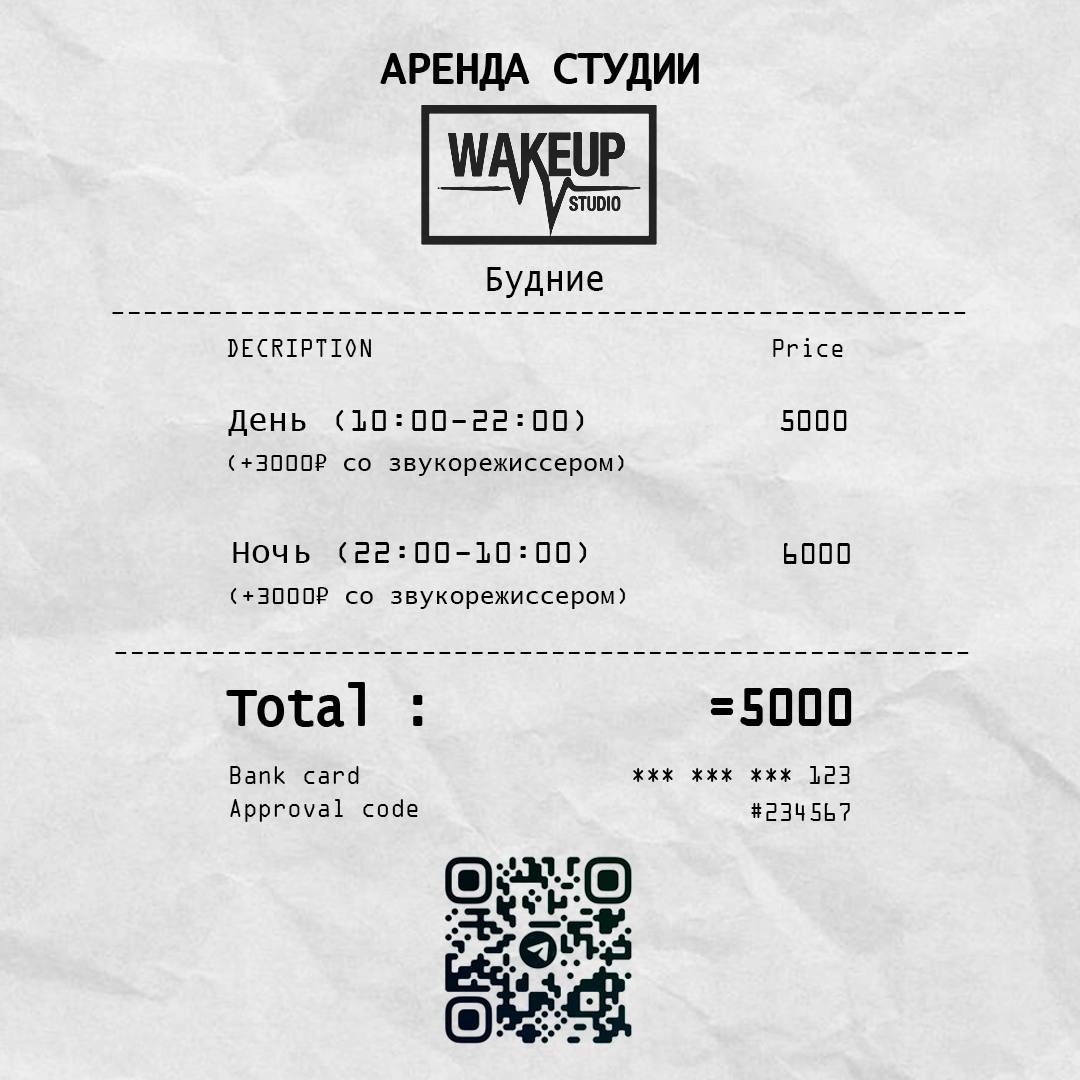 АРЕНДА СТУДИИ
WAKEUP
STUDIO
Будние
DECRIPTION Price
День (10:00-22:00) 5000
(+3000₽ со звукорежиссером)
Ночь (22:00-10:00) 6000
(+3000₽ со звукорежиссером)
Total : =5000
Bank card *** *** *** 123
Approval code #234567